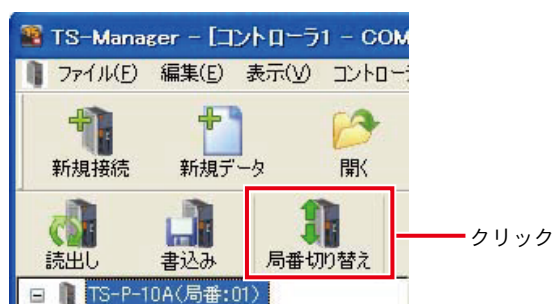 TS-Manager - [コントローラ1 - COM
ファイル(F) 編集(E) 表示(V) コントロー
新規接続 新規データ 開く
読出し 書込み 局番切り替え
クリック
TS-P-10A(局番:01)